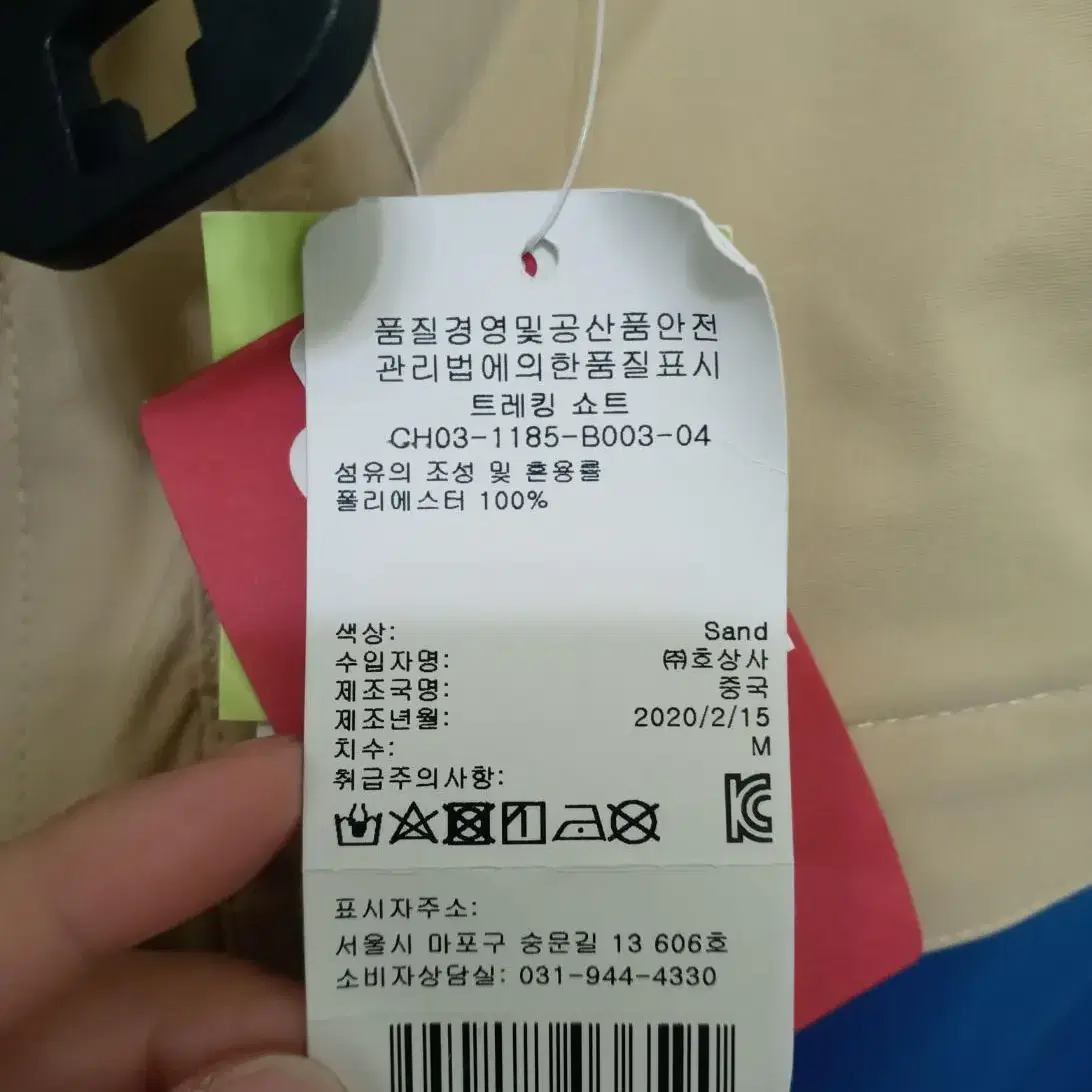 품질경영및공산품안전
관리법에의한품질표시
트레킹 쇼트
CH03-1185-B003-04
섬유의 조성 및 혼용률
폴리에스터 100%
색상: Sand
수입자명: ㈜호상사
제조국명: 중국
제조년월: 2020/2/15
치수: M
취급주의사항:
표시자주소:
서울시 마포구 숭문길 13 606호
소비자상담실: 031-944-4330